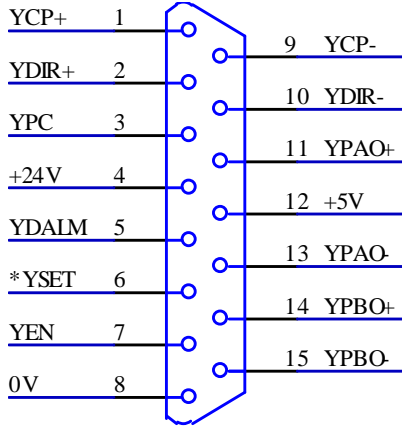 YCP+ 1
9 YCP-
YDIR+ 2
10 YDIR-
YPC 3
11 YPAO+
+24V 4
12 +5V
YDALM 5
13 YPAO-
*YSET 6
14 YPBO+
YEN 7
15 YPBO-
0V 8